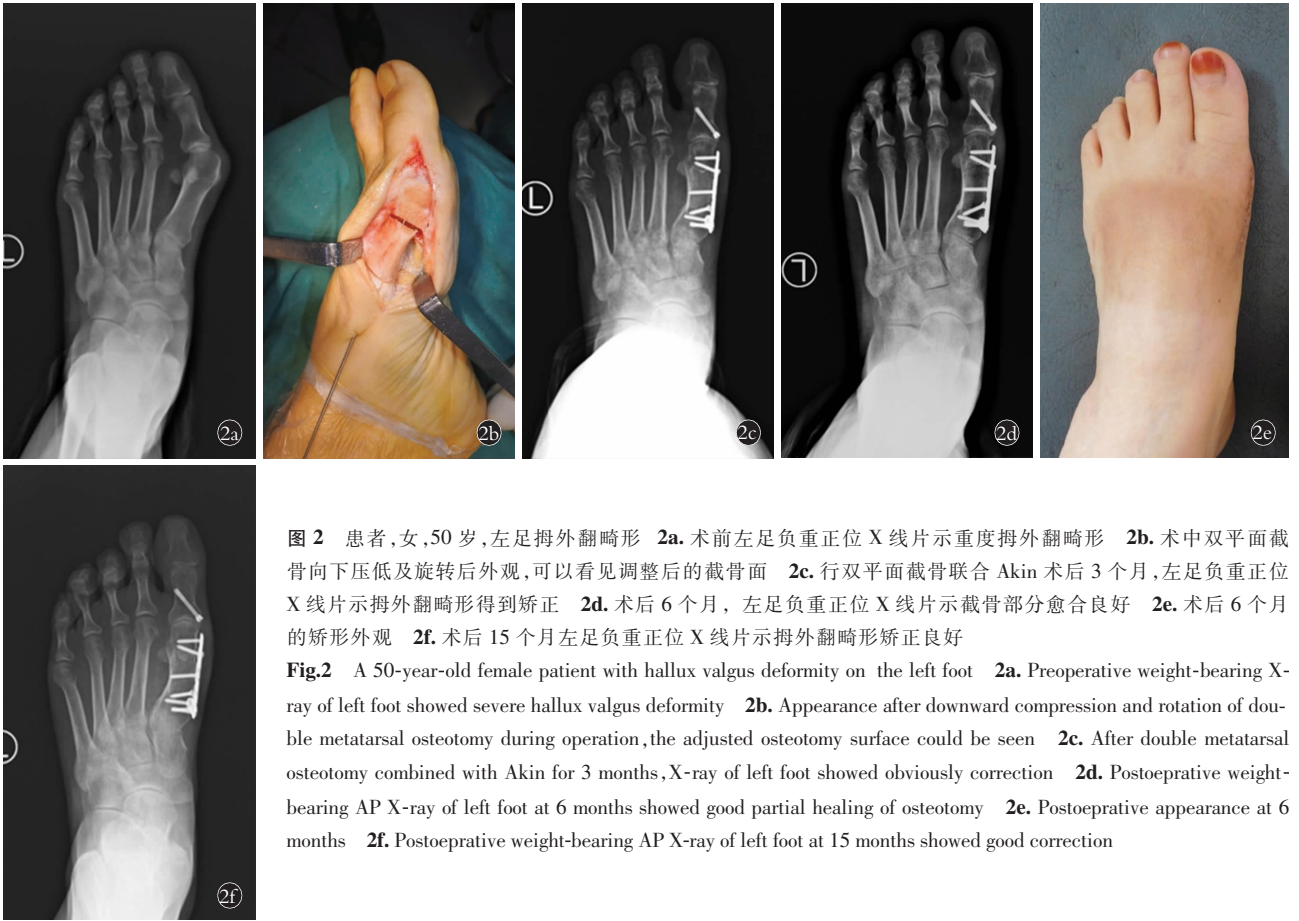 L
2a
2b
L
2c
L
2d
2e
L
2f
图 2 患者,女,50 岁,左足拇外翻畸形 2a. 术前左足负重正位 X 线片示重度拇外翻畸形 2b. 术中双平面截
骨向下压低及旋转后外观,可以看见调整后的截骨面 2c. 行双平面截骨联合 Akin 术后 3 个月,左足负重正位
X 线片示拇外翻畸形得到矫正 2d. 术后 6 个月, 左足负重正位 X 线片示截骨部分愈合良好 2e. 术后 6 个月
的矫形外观 2f. 术后 15 个月左足负重正位 X 线片示拇外翻畸形矫正良好
Fig.2 A 50-year-old female patient with hallux valgus deformity on the left foot 2a. Preoperative weight-bearing X-
ray of left foot showed severe hallux valgus deformity 2b. Appearance after downward compression and rotation of dou-
ble metatarsal osteotomy during operation,the adjusted osteotomy surface could be seen 2c. After double metatarsal
osteotomy combined with Akin for 3 months,X-ray of left foot showed obviously correction 2d. Postoeprative weight-
bearing AP X-ray of left foot at 6 months showed good partial healing of osteotomy 2e. Postoeprative appearance at 6
months 2f. Postoeprative weight-bearing AP X-ray of left foot at 15 months showed good correction